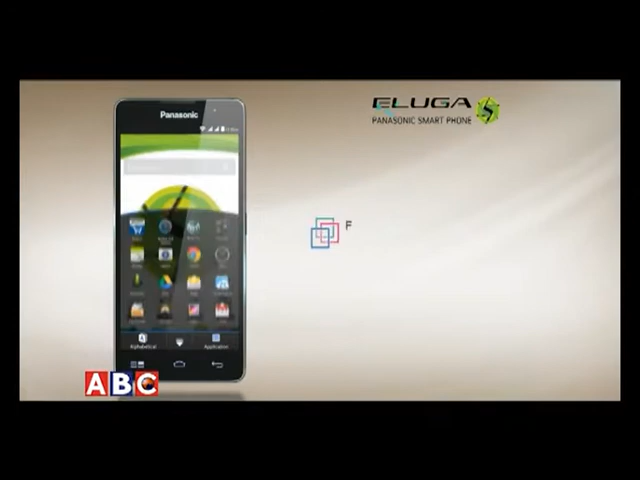 Panasonic
ELUGA
PANASONIC SMART PHONE
F
Alphabetical
Application
ABC